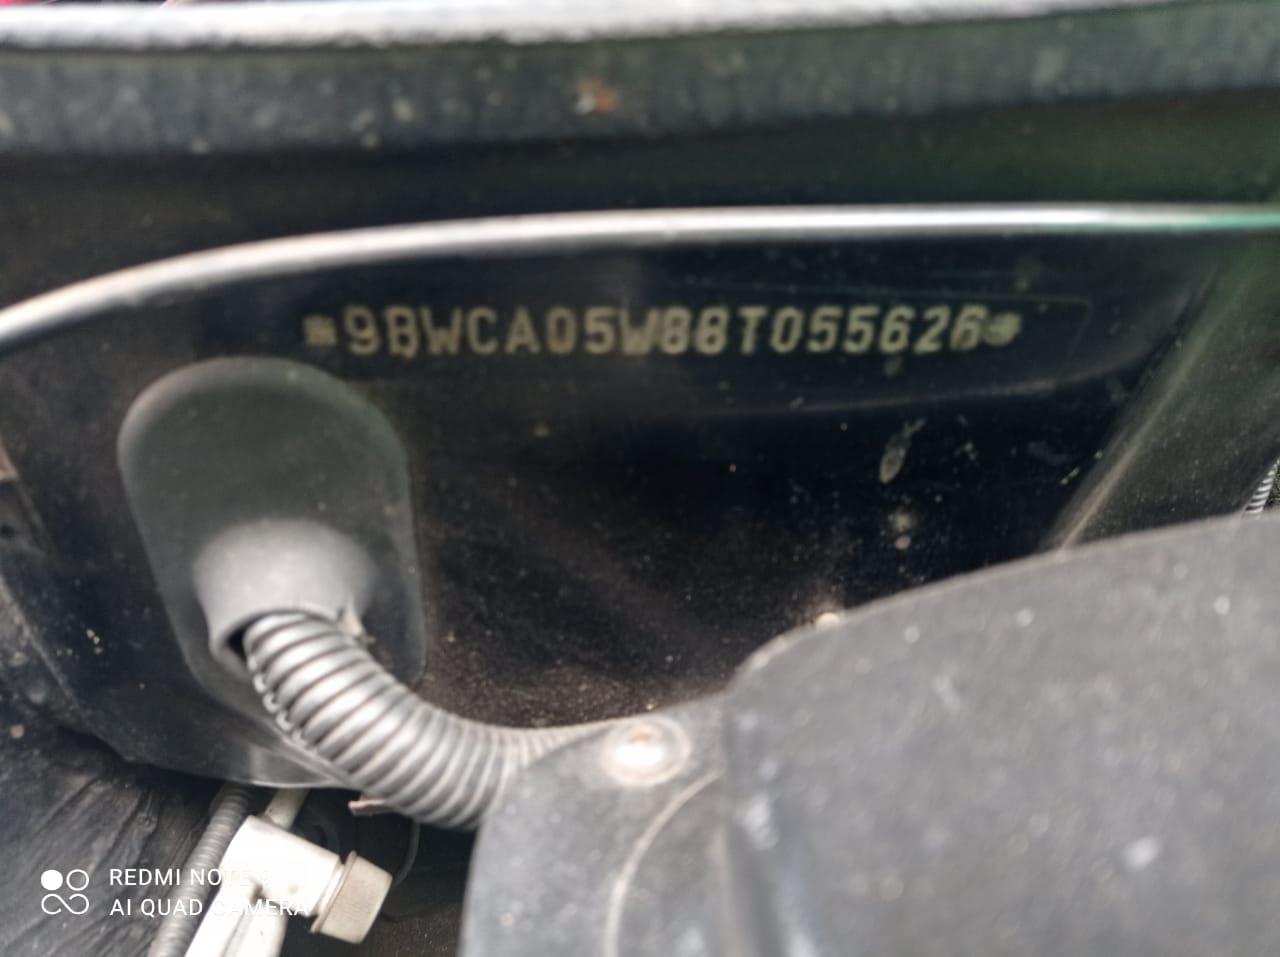 *9BWCA05W88T055626*
REDMI NOTE 9
AI QUAD CAMERA